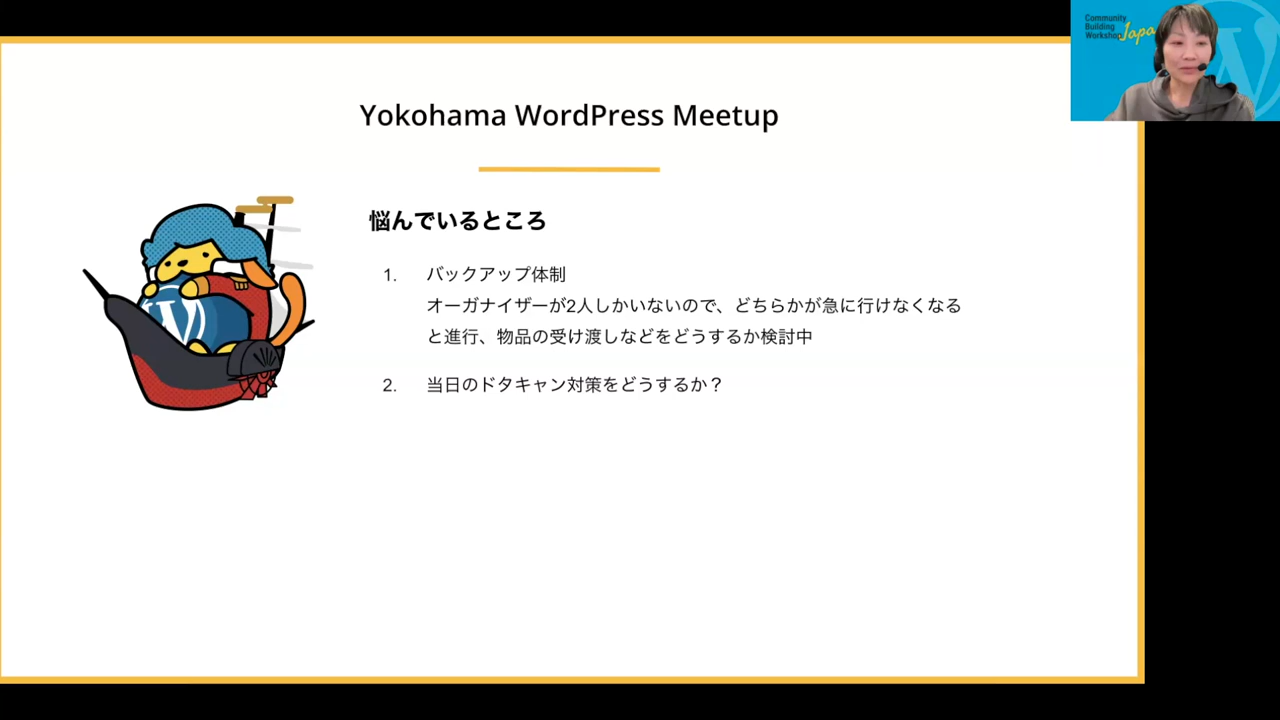 Community
Building
Workshop
Japa
Yokohama WordPress Meetup
悩んでいるところ
1. バックアップ体制
オーガナイザーが2人しかいないので、どちらかが急に行けなくなる
と進行、物品の受け渡しなどをどうするか検討中
2. 当日のドタキャン対策をどうするか？